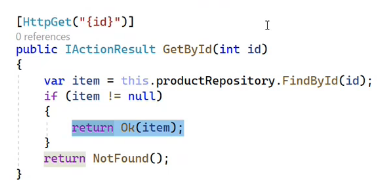 [HttpGet("{id}")]
0 references
public IActionResult GetById(int id)
{
    var item = this.productRepository.FindById(id);
    if (item != null)
    {
        return Ok(item);
    }
    return NotFound();
}